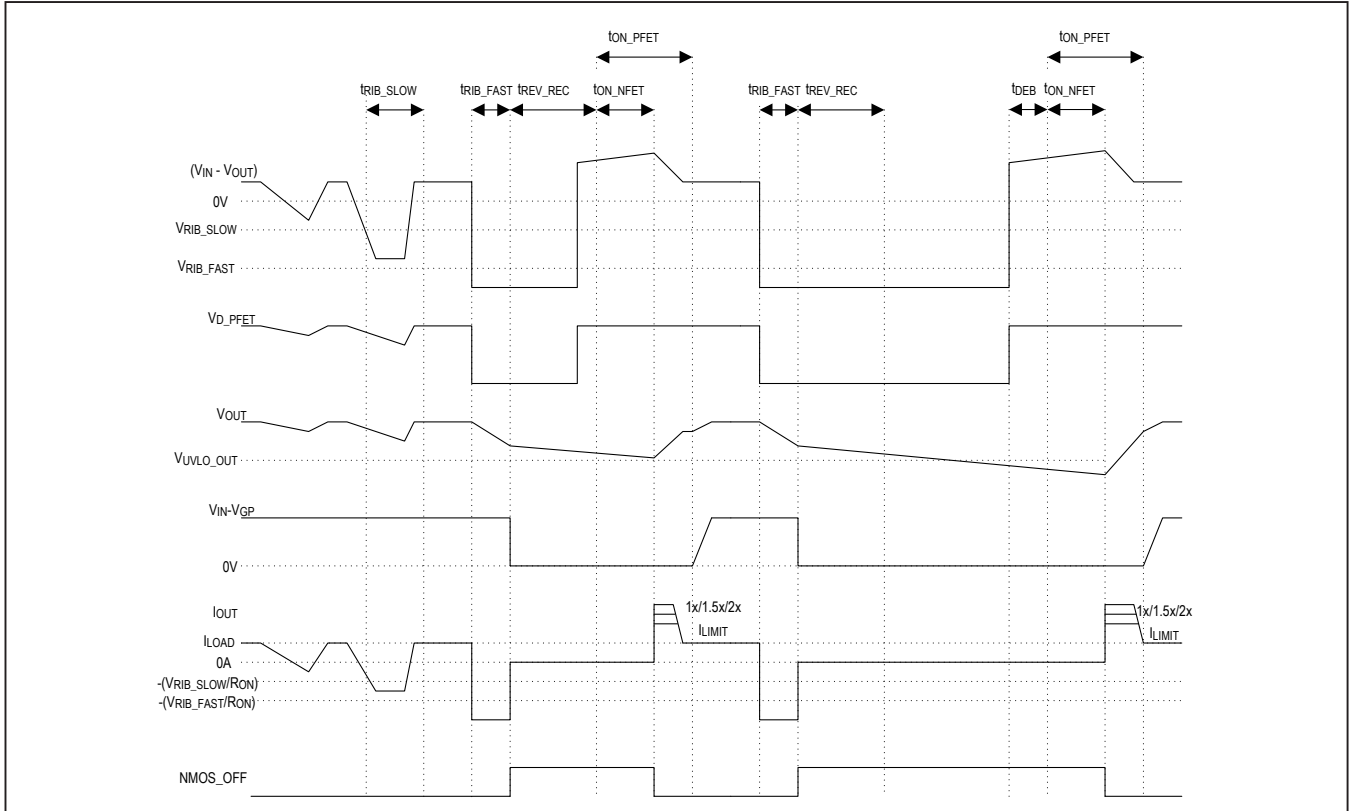 tON_PFET
tON_PFET
tRIB_SLOW
tRIB_FAST
tREV_REC
tON_NFET
tRIB_FAST
tREV_REC
tDEB
tON_NFET
(VIN - VOUT)
0V
VRIB_SLOW
VRIB_FAST
VD_PFET
VOUT
VUVLO_OUT
VIN-VGP
0V
IOUT
1x/1.5x/2x
1x/1.5x/2x
ILIMIT
ILIMIT
ILOAD
0A
-(VRIB_SLOW/RON)
-(VRIB_FAST/RON)
NMOS_OFF